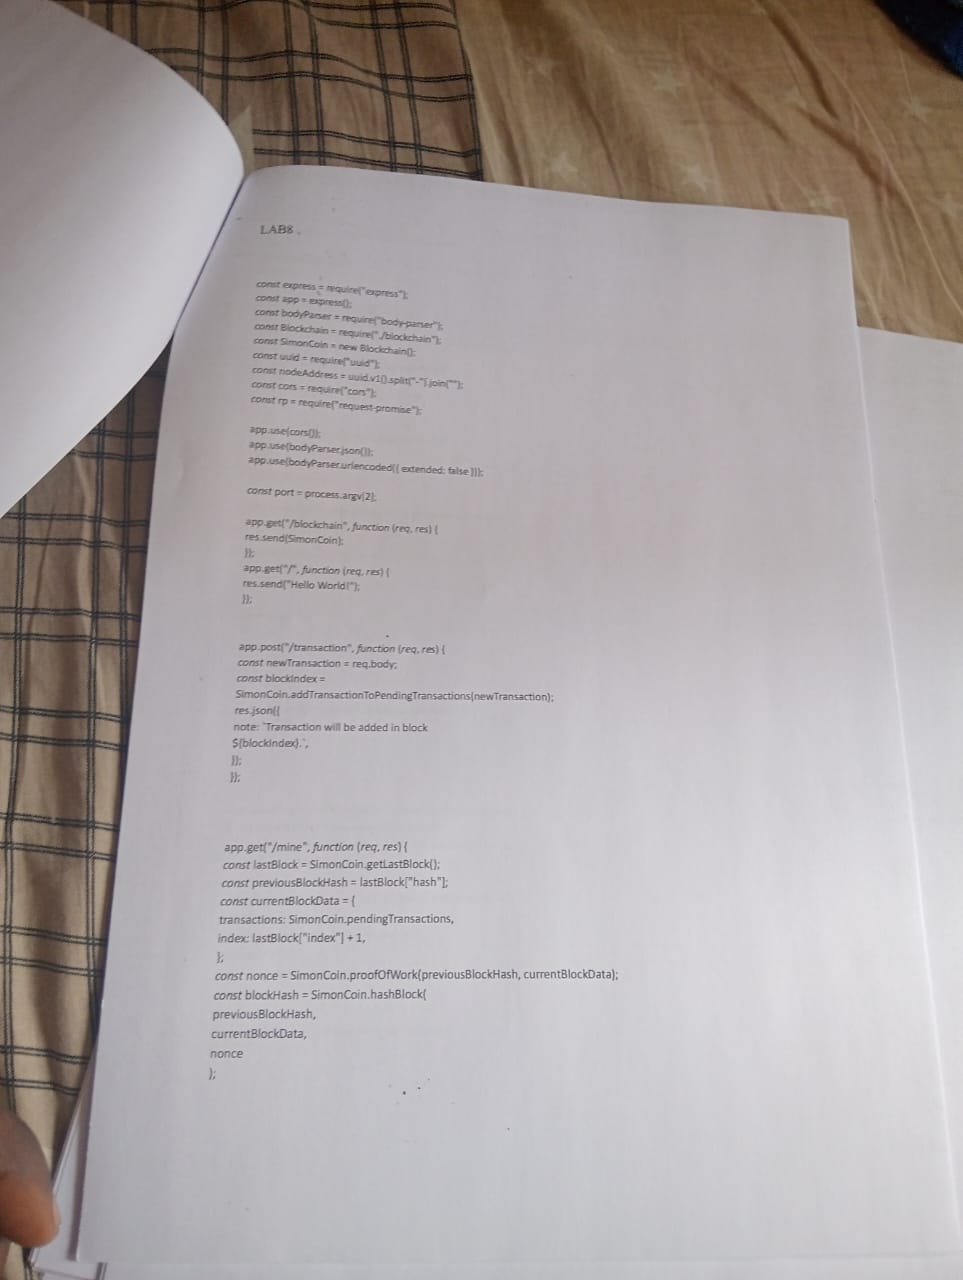 LAB8 .
const express = require("express");
const app = express();
const bodyParser = require("body-parser");
const Blockchain = require("./blockchain");
const SimonCoin = new Blockchain();
const uuid = require("uuid");
const nodeAddress = uuid.v1().split("-").join("");
const cors = require("cors");
const rp = require("request-promise");
app.use(cors());
app.use(bodyParser.json());
app.use(bodyParser.urlencoded({ extended: false }));
const port = process.argv[2];
app.get("/blockchain", function (req, res) {
res.send(SimonCoin);
});
app.get("/", function (req, res) {
res.send("Hello World!");
});
app.post("/transaction", function (req, res) {
const newTransaction = req.body;
const blockIndex =
SimonCoin.addTransactionToPendingTransactions(newTransaction);
res.json({
note: `Transaction will be added in block
${blockIndex}.`,
});
});
app.get("/mine", function (req, res) {
const lastBlock = SimonCoin.getLastBlock();
const previousBlockHash = lastBlock["hash"];
const currentBlockData = {
transactions: SimonCoin.pendingTransactions,
index: lastBlock["index"] + 1,
};
const nonce = SimonCoin.proofOfWork(previousBlockHash, currentBlockData);
const blockHash = SimonCoin.hashBlock(
previousBlockHash,
currentBlockData,
nonce
);